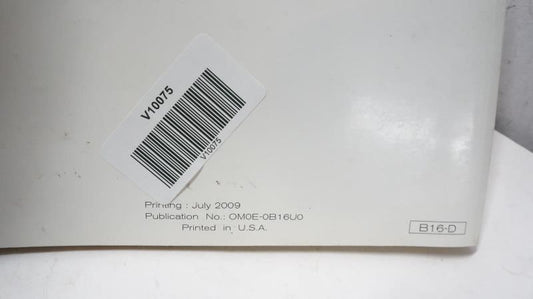 V10075
V10075
Printing : July 2009
Publication No.: OM0E-0B16U0
Printed in U.S.A.
B16-D